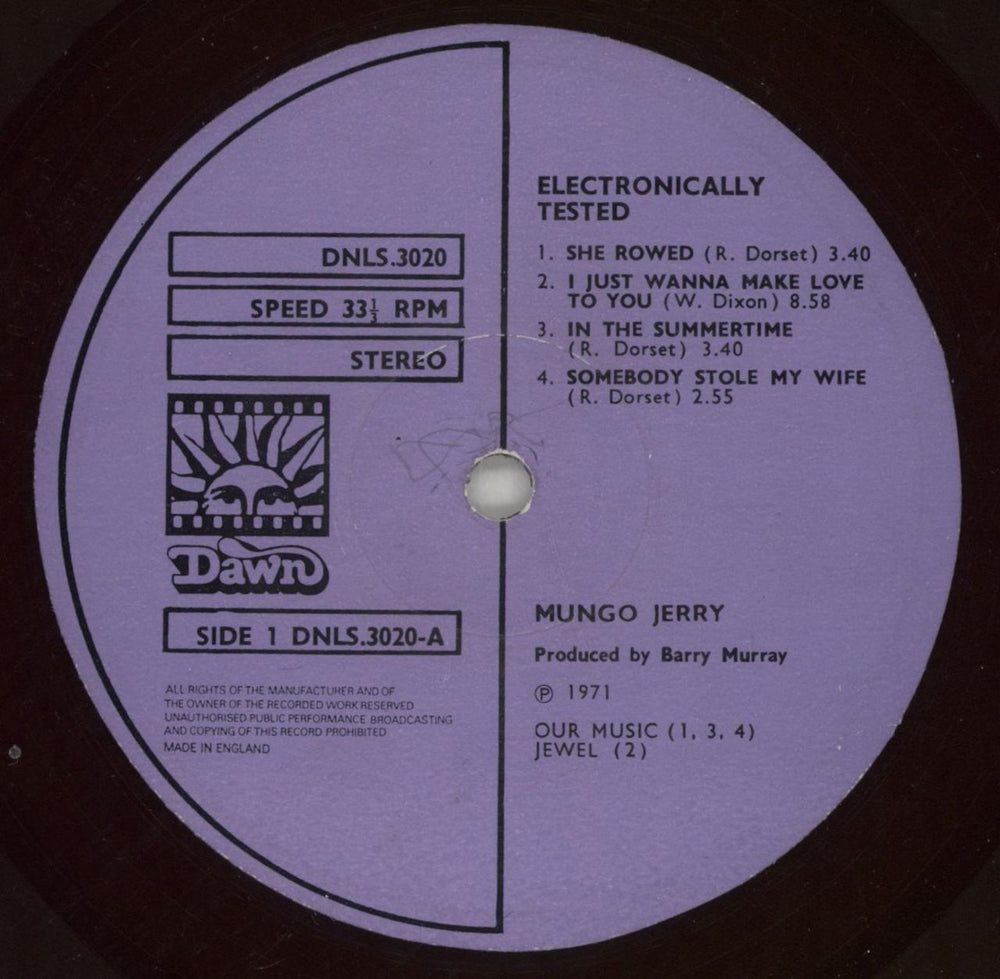 DNLS.3020
SPEED 33⅓ RPM
STEREO
Dawn
SIDE 1 DNLS.3020-A
ALL RIGHTS OF THE MANUFACTURER AND OF
THE OWNER OF THE RECORDED WORK RESERVED
UNAUTHORISED PUBLIC PERFORMANCE BROADCASTING
AND COPYING OF THIS RECORD PROHIBITED
MADE IN ENGLAND
ELECTRONICALLY
TESTED
1. SHE ROWED (R. Dorset) 3.40
2. I JUST WANNA MAKE LOVE
TO YOU (W. Dixon) 8.58
3. IN THE SUMMERTIME
(R. Dorset) 3.40
4. SOMEBODY STOLE MY WIFE
(R. Dorset) 2.55
MUNGO JERRY
Produced by Barry Murray
℗ 1971
OUR MUSIC (1, 3, 4)
JEWEL (2)